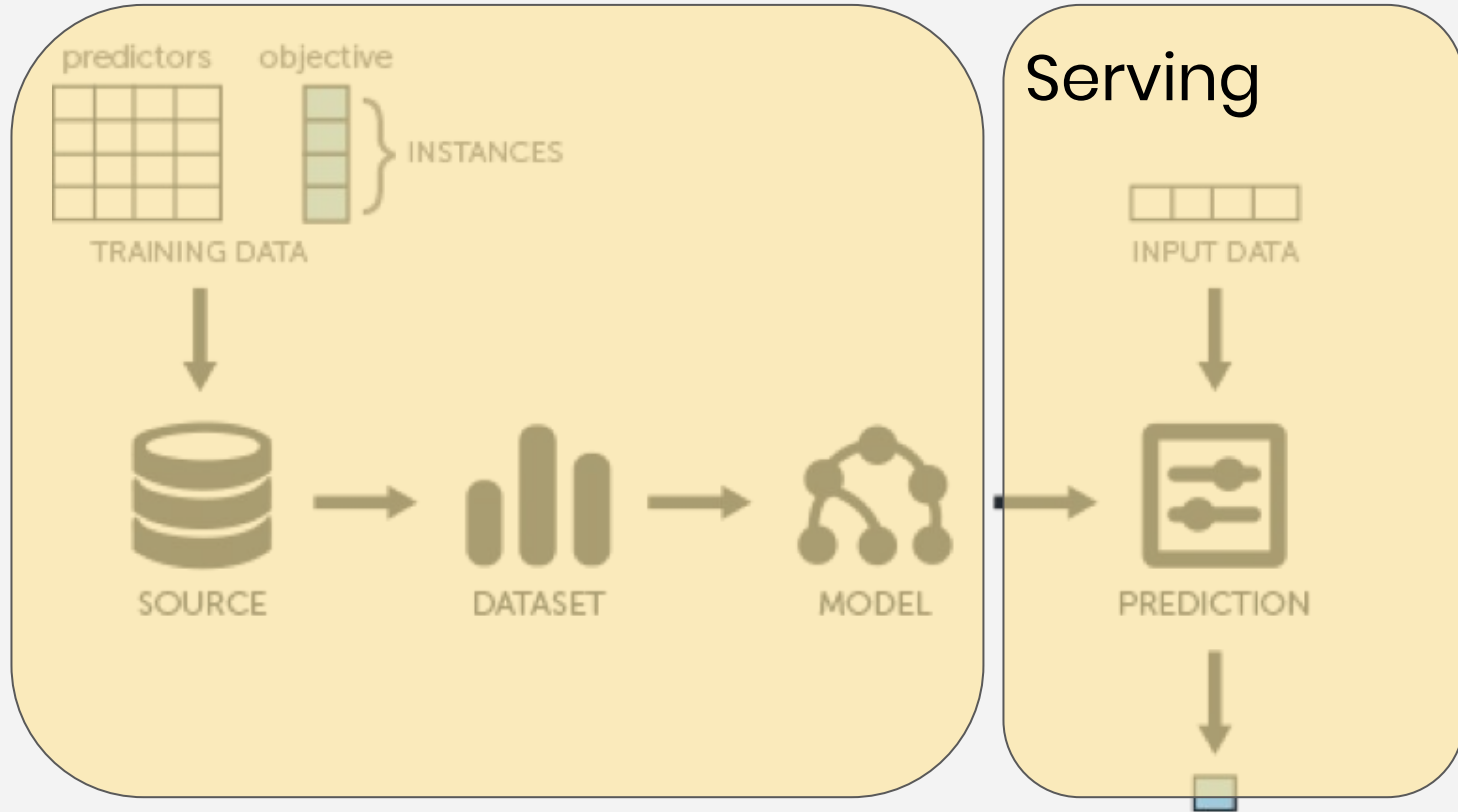 predictors objective
INSTANCES
TRAINING DATA
SOURCE
DATASET
MODEL
Serving
INPUT DATA
PREDICTION